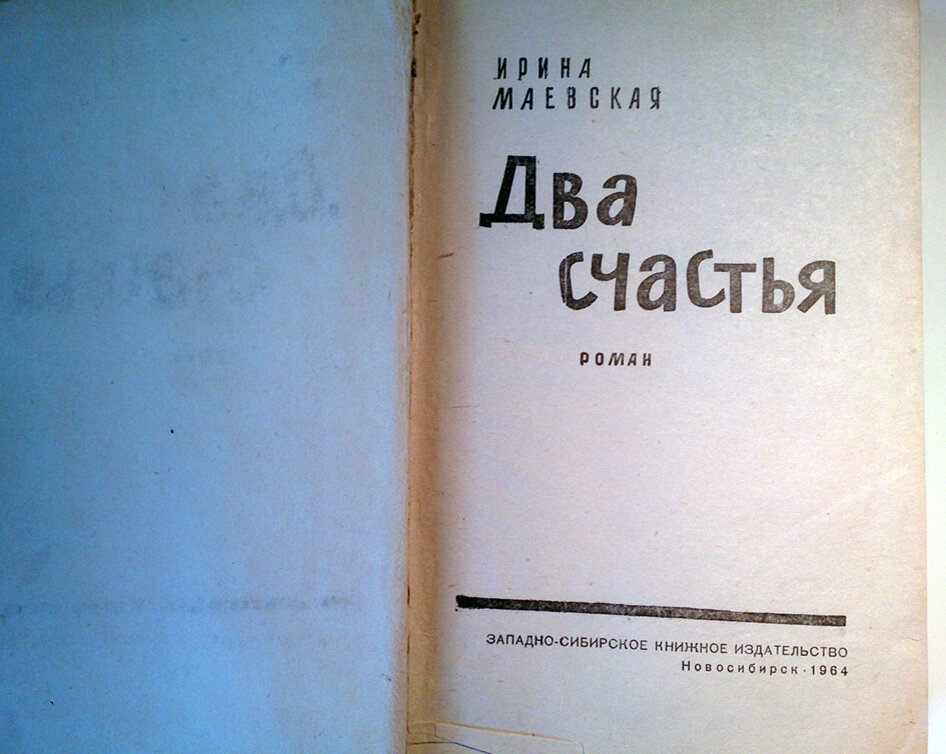 ИРИНА
МАЕВСКАЯ
Два
счастья
РОМАН
ЗАПАДНО-СИБИРСКОЕ КНИЖНОЕ ИЗДАТЕЛЬСТВО
Новосибирск · 1964